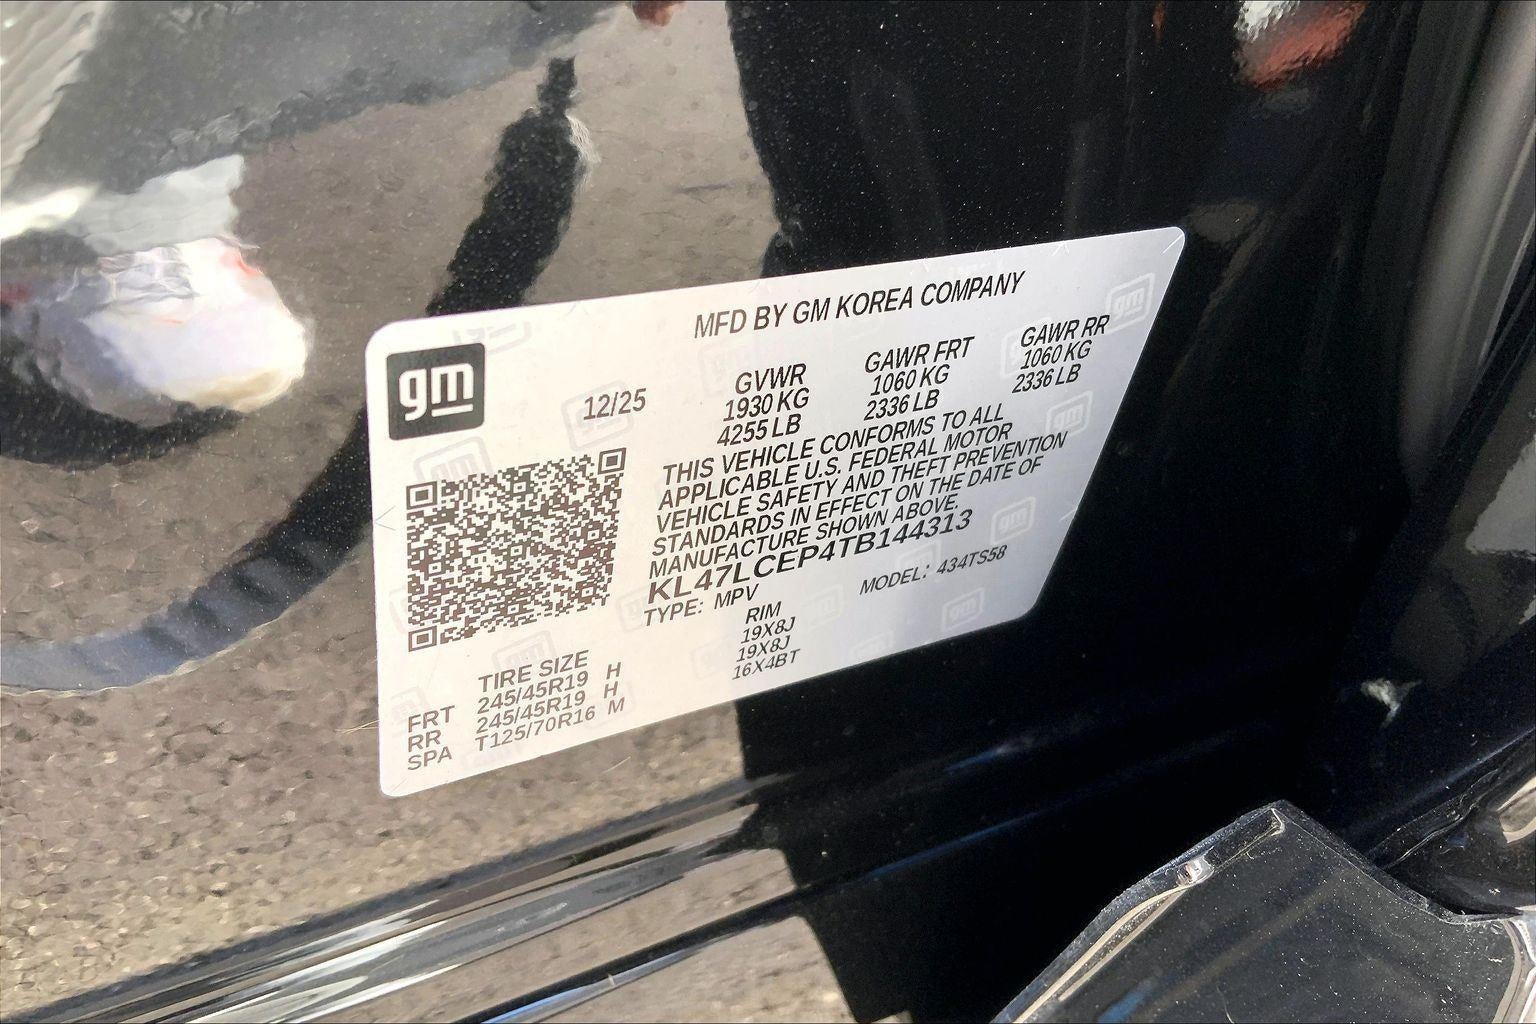 MFD BY GM KOREA COMPANY
gm
12/25
GVWR
1930 KG
4255 LB
GAWR FRT
1060 KG
2336 LB
GAWR RR
1060 KG
2336 LB
THIS VEHICLE CONFORMS TO ALL
APPLICABLE U.S. FEDERAL MOTOR
VEHICLE SAFETY AND THEFT PREVENTION
STANDARDS IN EFFECT ON THE DATE OF
MANUFACTURE SHOWN ABOVE.
KL47LCEP4TB144313
TYPE: MPV
MODEL: 434TS58
TIRE SIZE RIM
FRT 245/45R19 H 19X8J
RR 245/45R19 H 19X8J
SPA T125/70R16 M 16X4BT